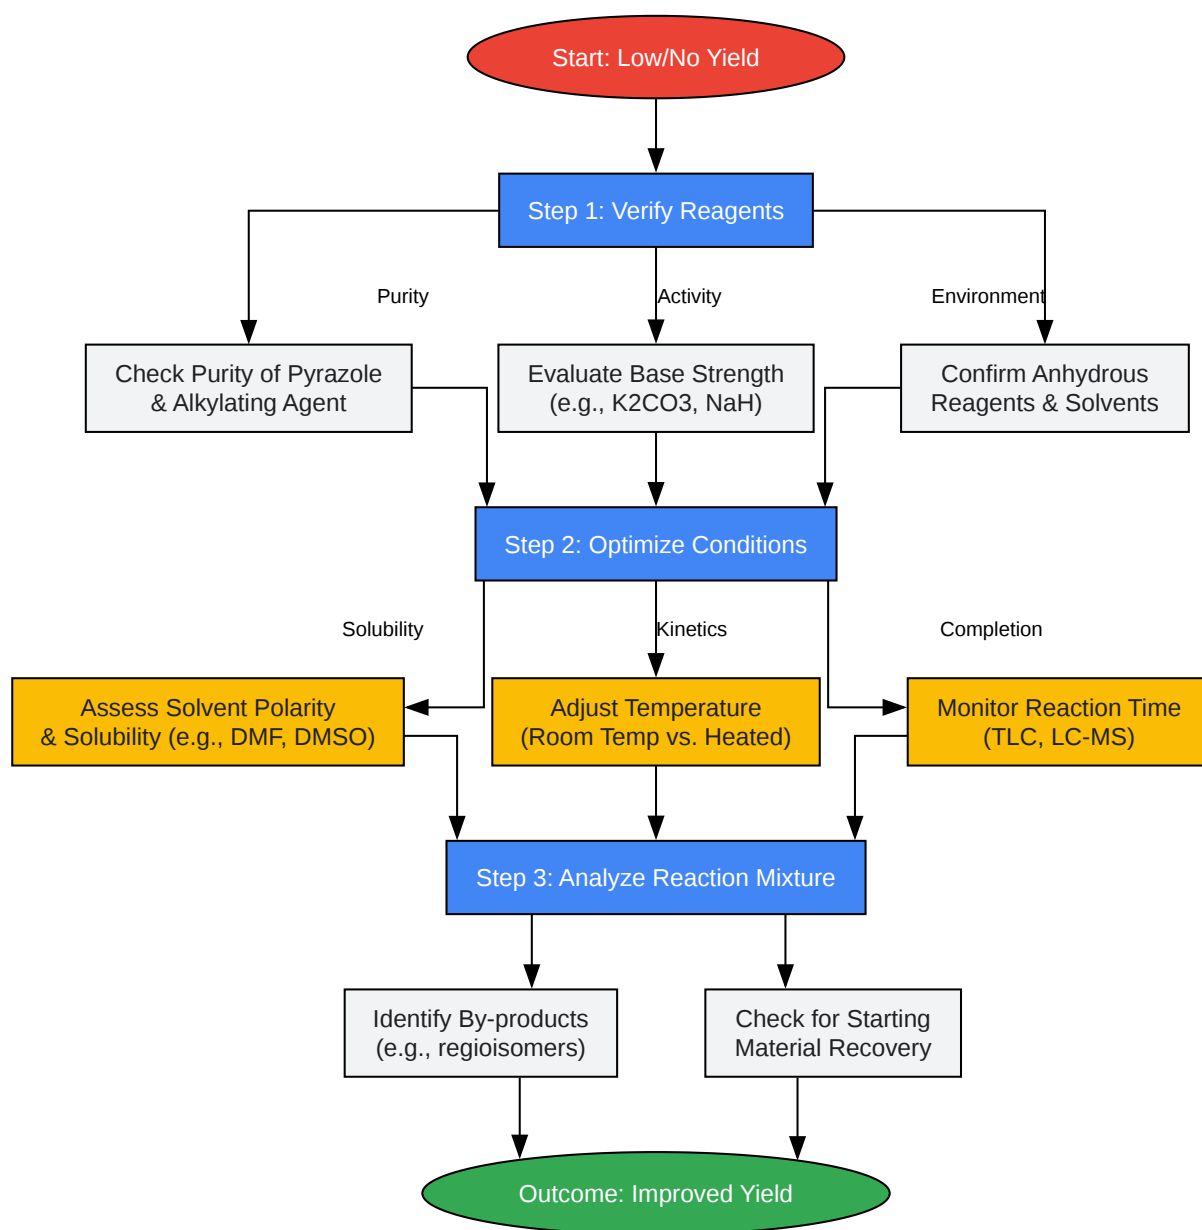 Start: Low/No Yield
Step 1: Verify Reagents
Purity
Activity
Environment
Check Purity of Pyrazole
& Alkylating Agent
Evaluate Base Strength
(e.g., K2CO3, NaH)
Confirm Anhydrous
Reagents & Solvents
Step 2: Optimize Conditions
Solubility
Kinetics
Completion
Assess Solvent Polarity
& Solubility (e.g., DMF, DMSO)
Adjust Temperature
(Room Temp vs. Heated)
Monitor Reaction Time
(TLC, LC-MS)
Step 3: Analyze Reaction Mixture
Identify By-products
(e.g., regioisomers)
Check for Starting
Material Recovery
Outcome: Improved Yield